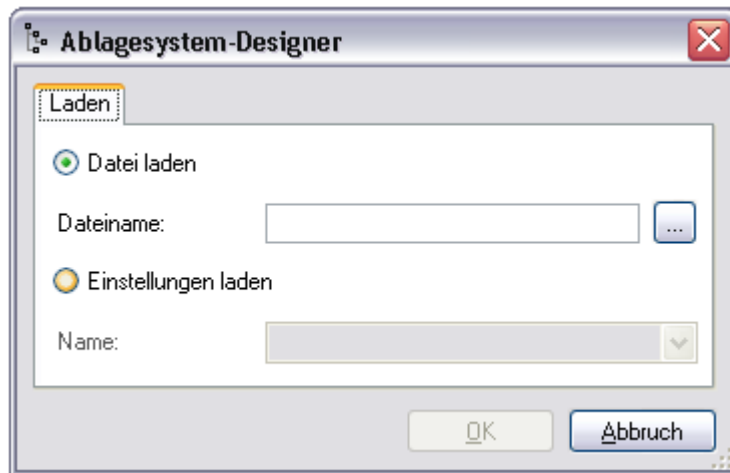 Ablagesystem-Designer
Laden
Datei laden
Dateiname:
...
Einstellungen laden
Name:
OK
Abbruch